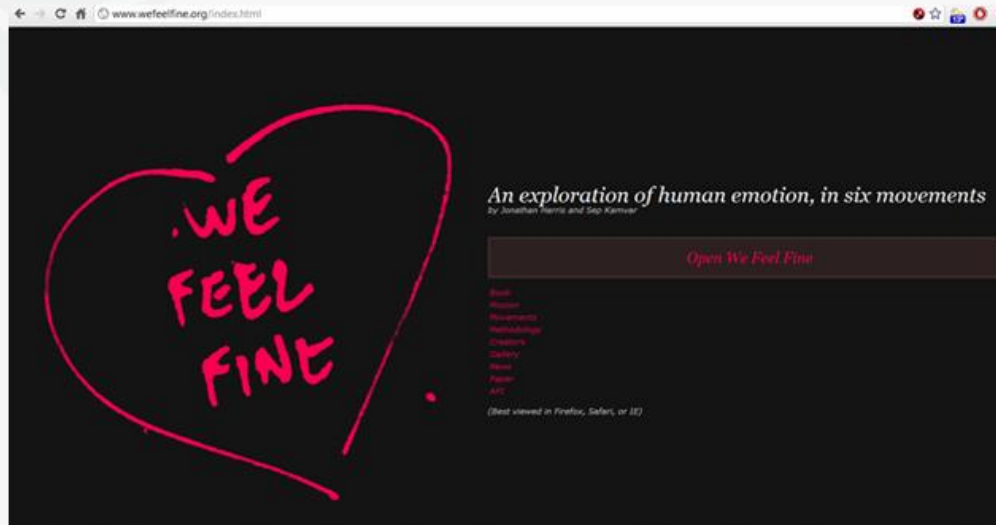 www.wefeelfine.org/index.html
13°
.WE
FEEL
FINE
An exploration of human emotion, in six movements
by Jonathan Harris and Sep Kamvar
Open We Feel Fine
Book
Mission
Movements
Methodology
Creators
Gallery
News
Paper
API
(Best viewed in Firefox, Safari, or IE)